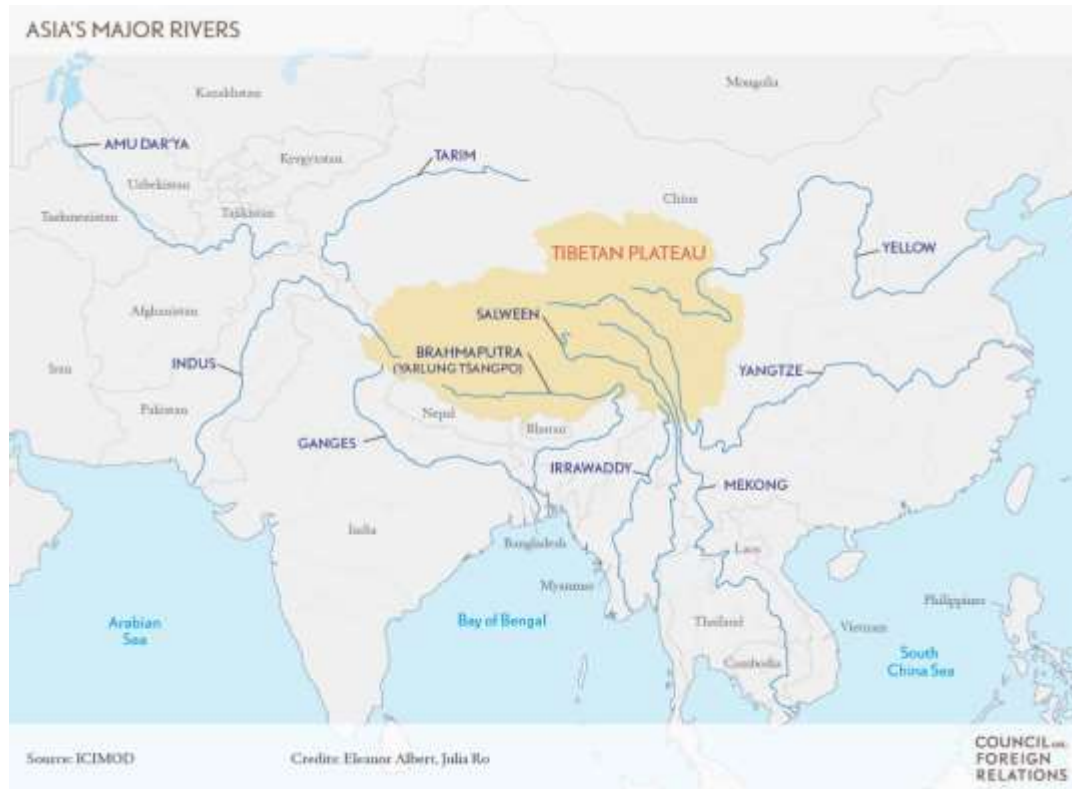 ASIA'S MAJOR RIVERS
Mongolia
Kazakhstan
AMU DAR'YA
TARIM
Kyrgyzstan
Uzbekistan
Tajikistan
China
Turkmenistan
TIBETAN PLATEAU
YELLOW
Afghanistan
SALWEEN
BRAHMAPUTRA
(YARLUNG TSANGPO)
INDUS
Iran
YANGTZE
Pakistan
Nepal
Bhutan
GANGES
IRRAWADDY
MEKONG
India
Bangladesh
Laos
Myanmar
Philippines
Arabian
Sea
Bay of Bengal
Thailand
Vietnam
South
China Sea
Cambodia
Source: ICIMOD
Credits: Eleanor Albert, Julia Ro
COUNCIL on
FOREIGN
RELATIONS